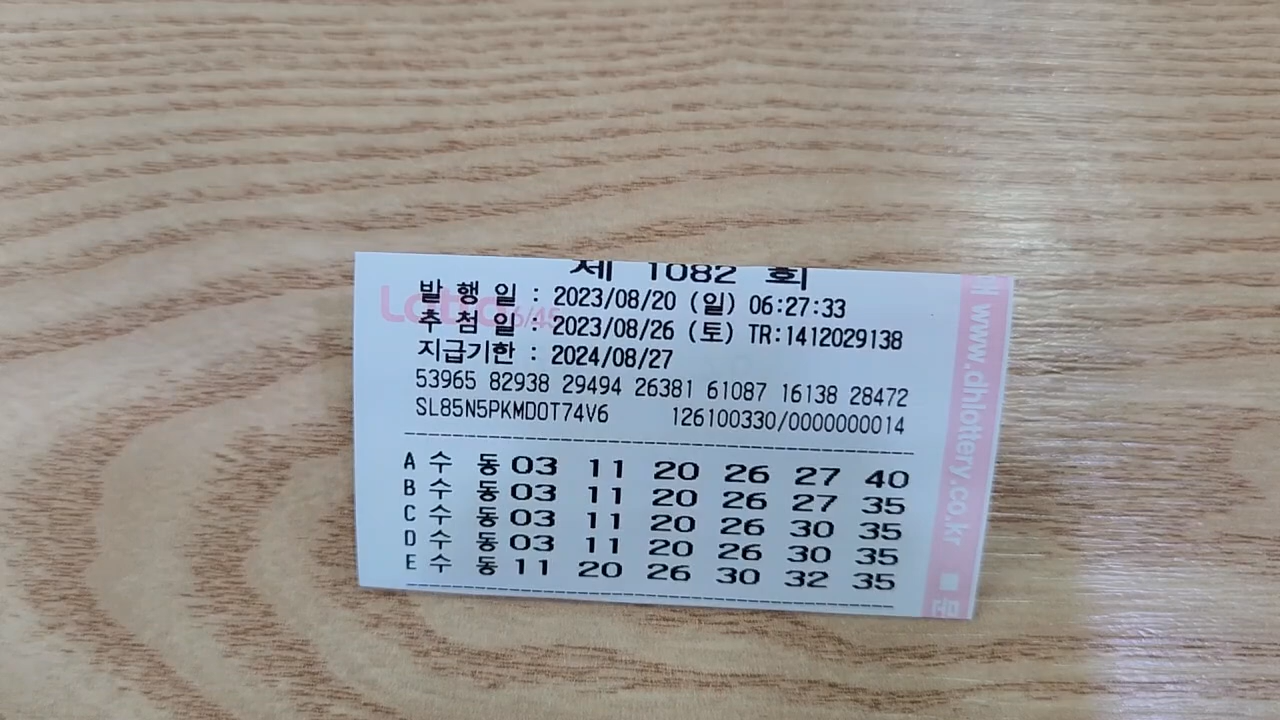 제 1082 회
발 행 일 : 2023/08/20 (일) 06:27:33
추 첨 일 : 2023/08/26 (토) TR:1412029138
지급기한 : 2024/08/27
53965 82938 29494 26381 61087 16138 28472
SL85N5PKMDOT74V6 126100330/0000000014
A 수 동 03 11 20 26 27 40
B 수 동 03 11 20 26 27 35
C 수 동 03 11 20 26 30 35
D 수 동 03 11 20 26 30 35
E 수 동 11 20 26 30 32 35
Lotto 6/45
www.dhlottery.co.kr ■